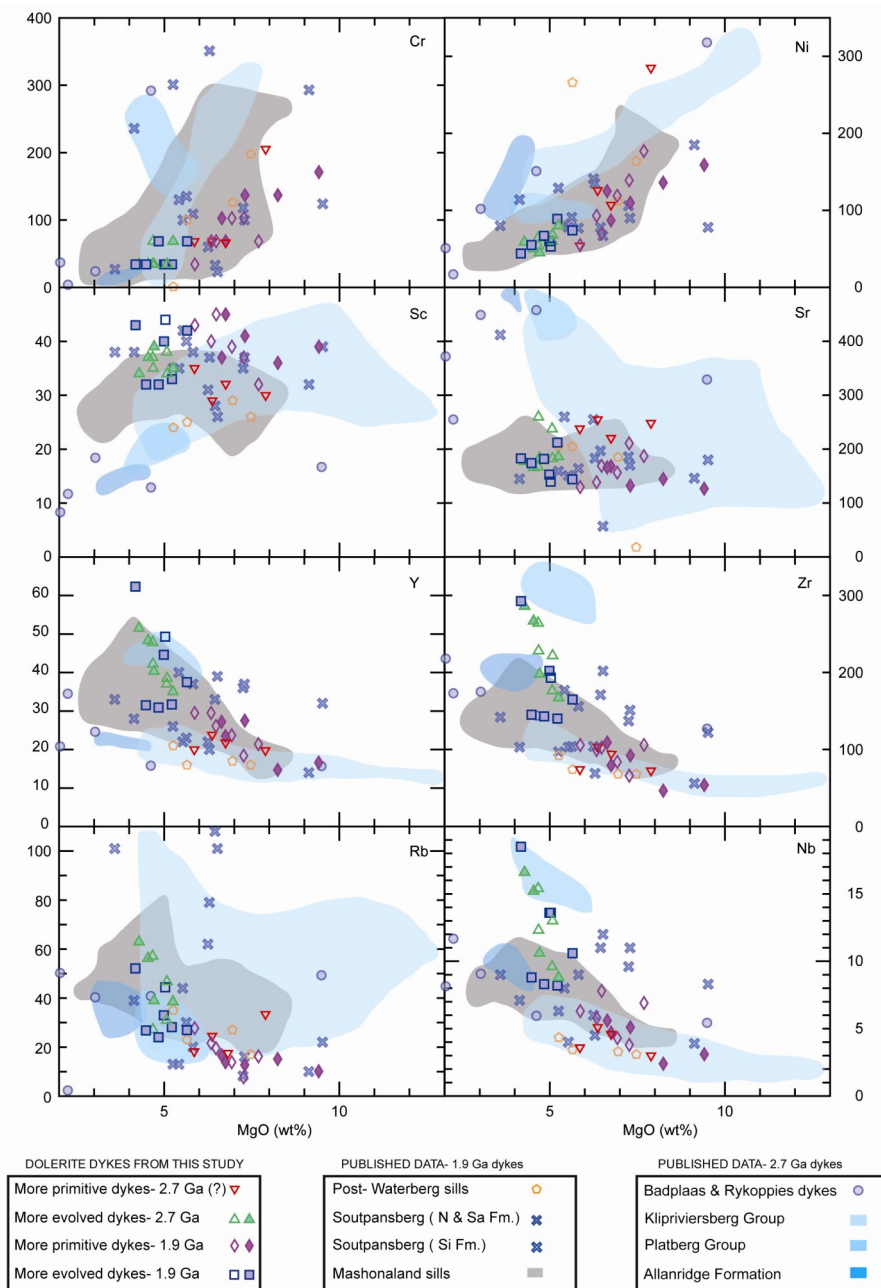 400
300
200
100
0
Cr
Ni
300
200
100
0
40
30
20
10
0
Sc
Sr
400
300
200
100
0
60
50
40
30
20
10
0
Y
Zr
300
200
100
0
100
80
60
40
20
0
Rb
Nb
15
10
5
0
5
10
5
10
MgO (wt%)
MgO (wt%)
DOLERITE DYKES FROM THIS STUDY
More primitive dykes- 2.7 Ga (?)
More evolved dykes- 2.7 Ga
More primitive dykes- 1.9 Ga
More evolved dykes- 1.9 Ga
PUBLISHED DATA- 1.9 Ga dykes
Post- Waterberg sills
Soutpansberg ( N & Sa Fm.)
Soutpansberg ( Si Fm.)
Mashonaland sills
PUBLISHED DATA- 2.7 Ga dykes
Badplaas & Rykoppies dykes
Klipriviersberg Group
Platberg Group
Allanridge Formation